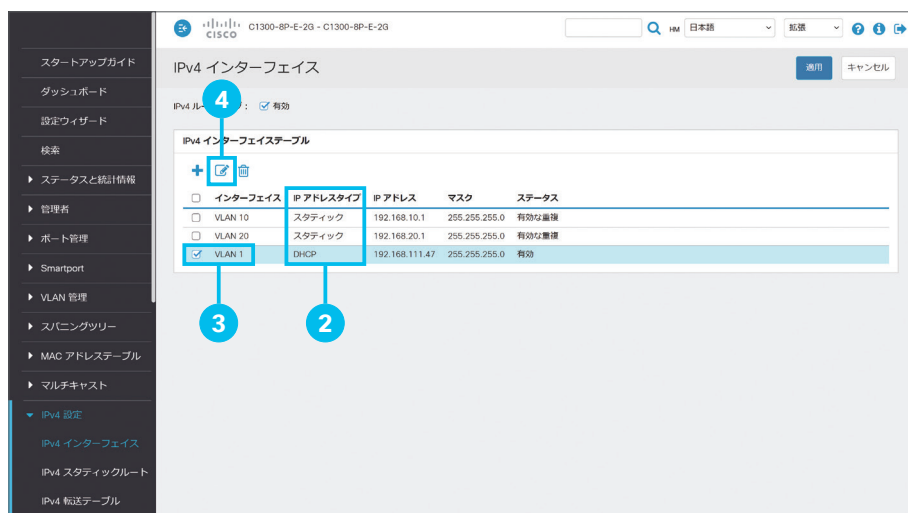 CISCO
C1300-8P-E-2G - C1300-8P-E-2G
HM
日本語
拡張
スタートアップガイド
ダッシュボード
設定ウィザード
検索
ステータスと統計情報
管理者
ポート管理
Smartport
VLAN 管理
スパニングツリー
MAC アドレステーブル
マルチキャスト
IPv4 設定
IPv4 インターフェイス
IPv4 スタティックルート
IPv4 転送テーブル
IPv4 インターフェイス
適用 キャンセル
IPv4 ル : 有効
4
IPv4 インターフェイステーブル
インターフェイス IP アドレスタイプ IP アドレス マスク ステータス
VLAN 10 スタティック 192.168.10.1 255.255.255.0 有効な重複
VLAN 20 スタティック 192.168.20.1 255.255.255.0 有効な重複
VLAN 1 DHCP 192.168.111.47 255.255.255.0 有効
3
2